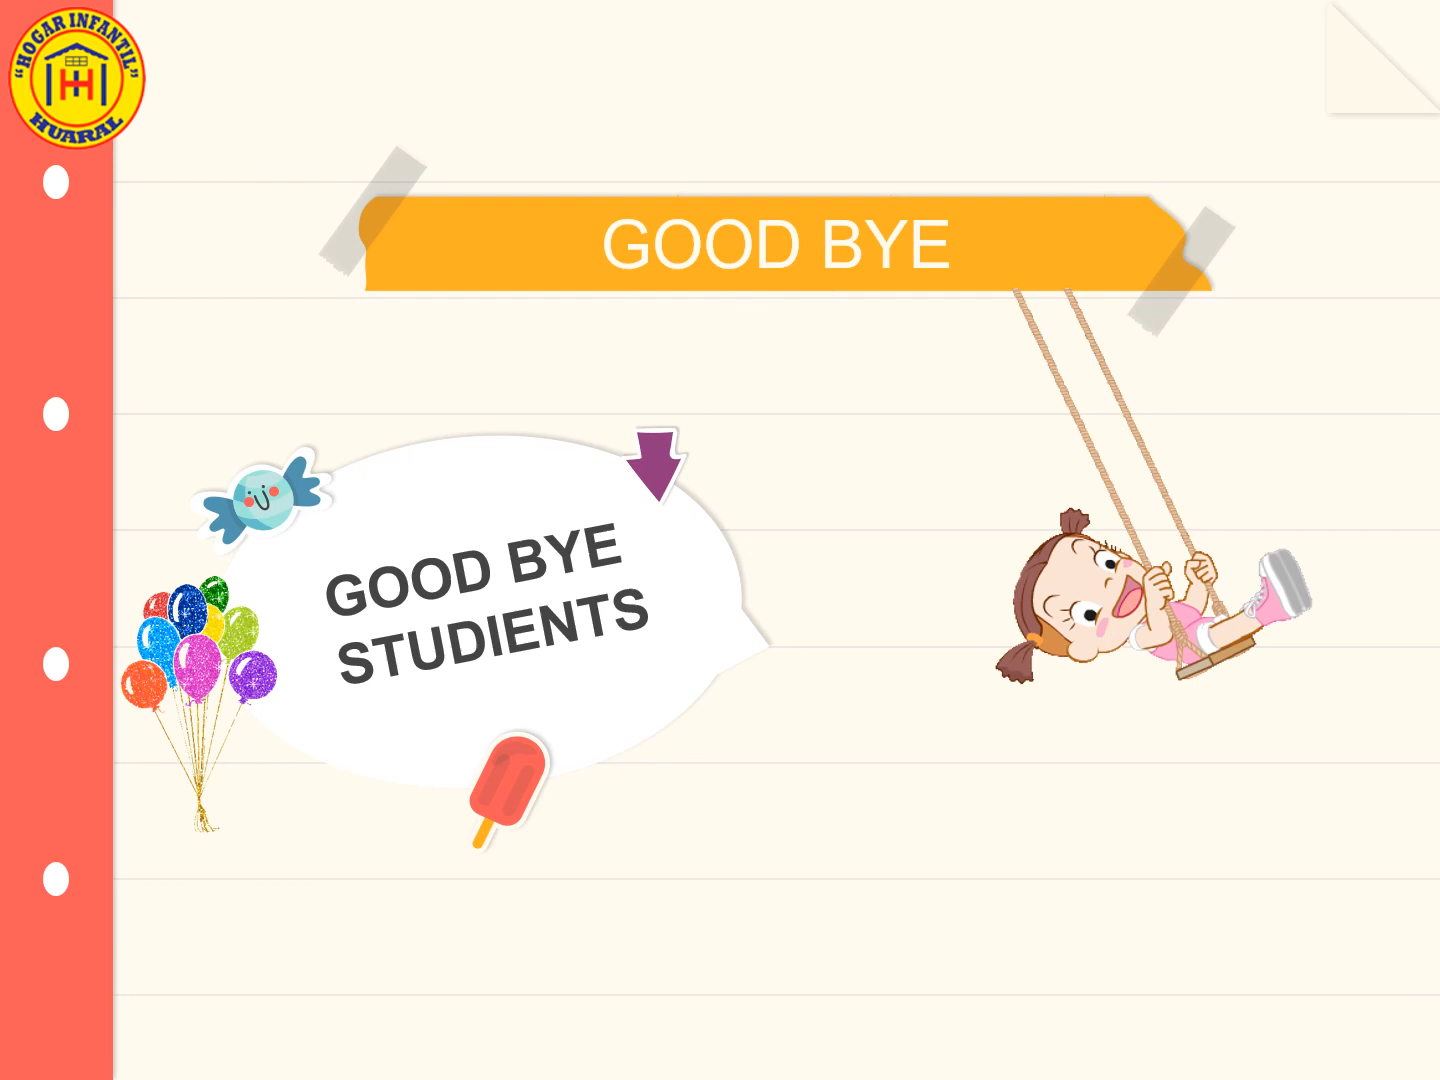 "HOGAR INFANTIL"
HUARAL
GOOD BYE
GOOD BYE
STUDIENTS